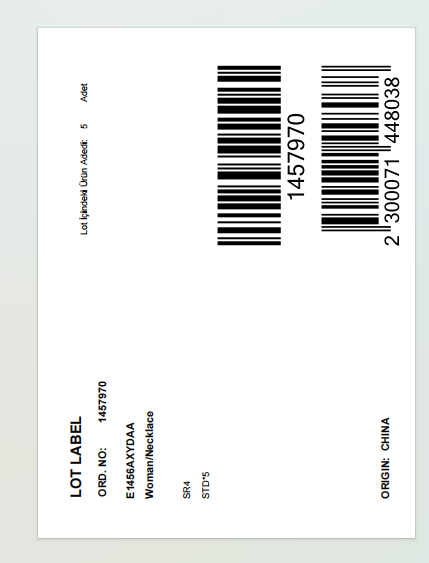 LOT LABEL
Lot İçindeki Ürün Adedi: 5 Adet
ORD. NO: 1457970
E1456AXYDAA
Woman/Necklace
SR4
STD*5
1457970
ORIGIN: CHINA
2 300071 448038